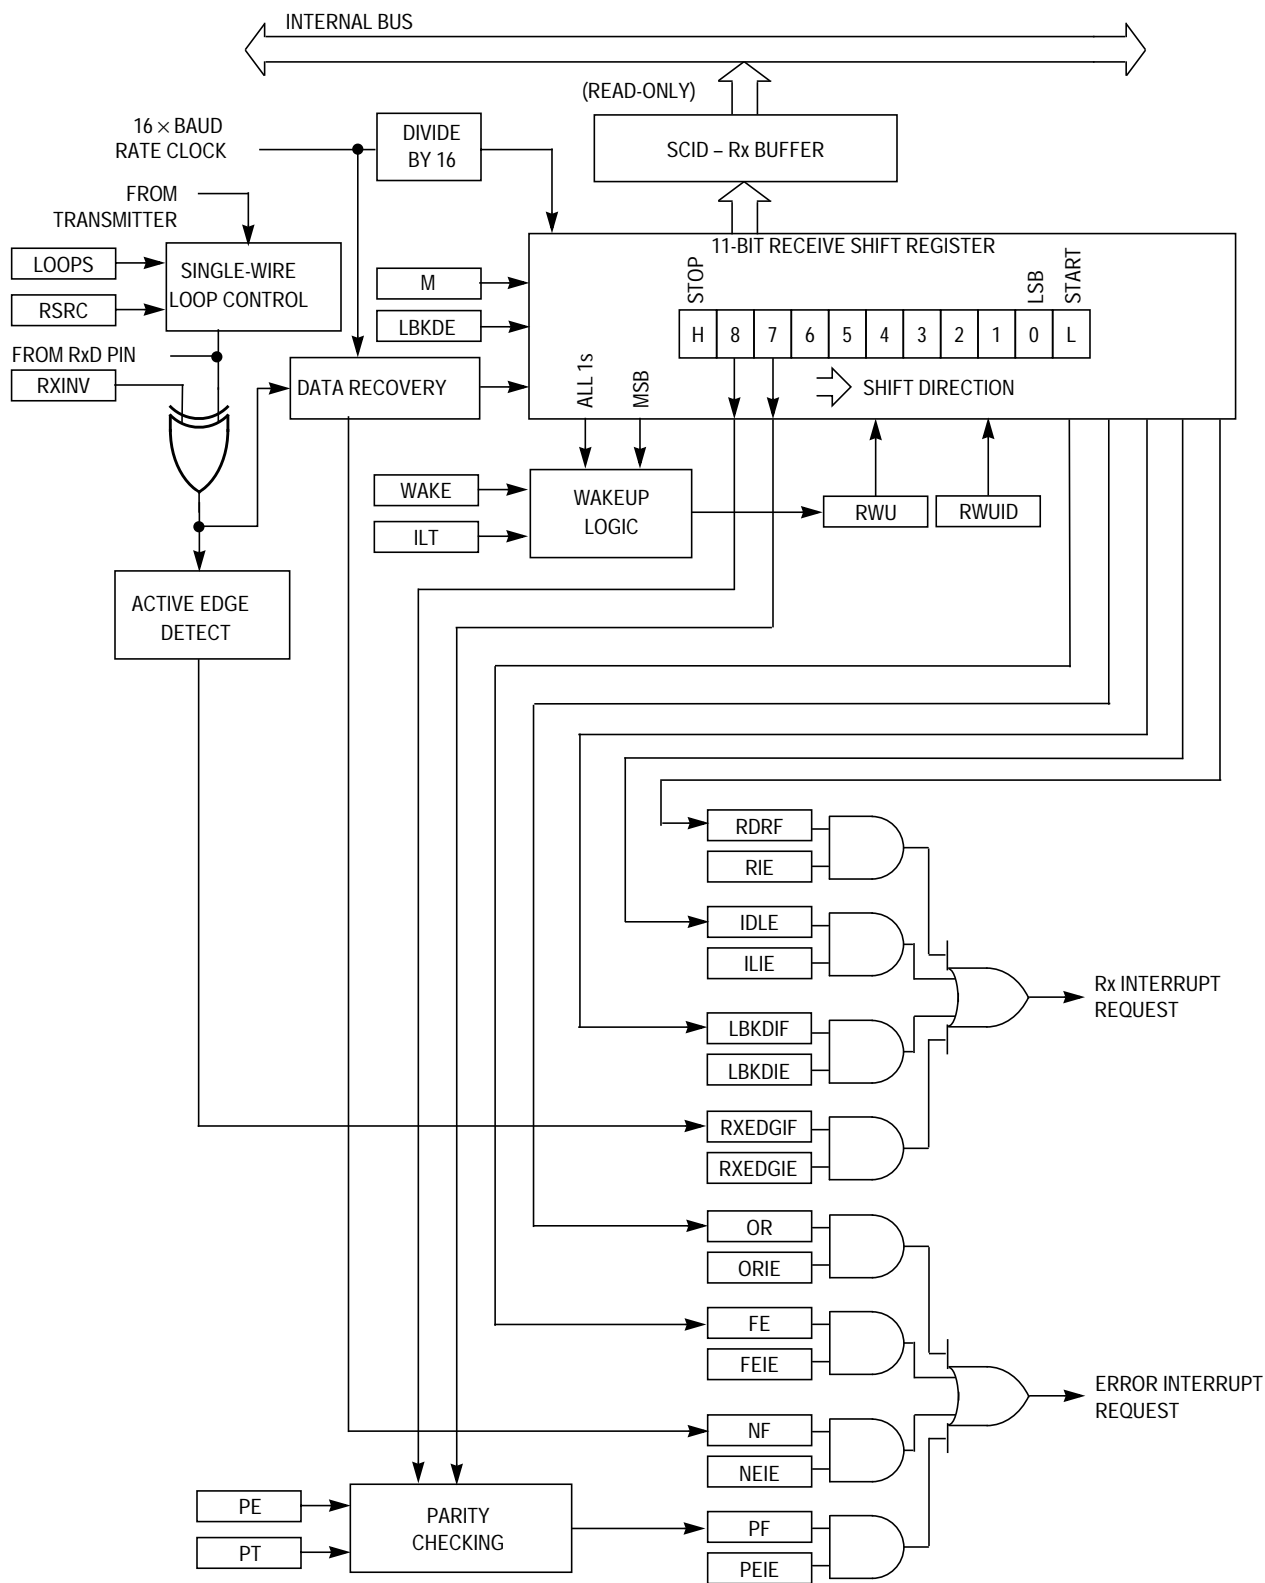 INTERNAL BUS
(READ-ONLY)
16 × BAUD
RATE CLOCK
DIVIDE
BY 16
SCID – Rx BUFFER
FROM
TRANSMITTER
LOOPS
RSRC
SINGLE-WIRE
LOOP CONTROL
11-BIT RECEIVE SHIFT REGISTER
M
LBKDE
STOP
LSB
START
H 8 7 6 5 4 3 2 1 0 L
FROM RxD PIN
RXINV
DATA RECOVERY
ALL 1s
MSB
SHIFT DIRECTION
WAKE
ILT
WAKEUP
LOGIC
RWU
RWUID
ACTIVE EDGE
DETECT
RDRF
RIE
IDLE
ILIE
Rx INTERRUPT
REQUEST
LBKDIF
LBKDIE
RXEDGIF
RXEDGIE
OR
ORIE
FE
FEIE
ERROR INTERRUPT
REQUEST
NF
NEIE
PE
PT
PARITY
CHECKING
PF
PEIE